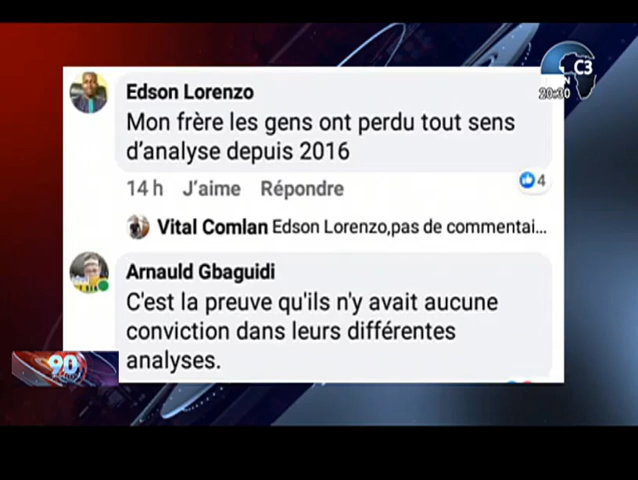 C3
20:30
Edson Lorenzo
Mon frère les gens ont perdu tout sens
d'analyse depuis 2016
14 h J'aime Répondre
4
Vital Comlan Edson Lorenzo,pas de commentai...
Arnauld Gbaguidi
C'est la preuve qu'ils n'y avait aucune
conviction dans leurs différentes
analyses.
90